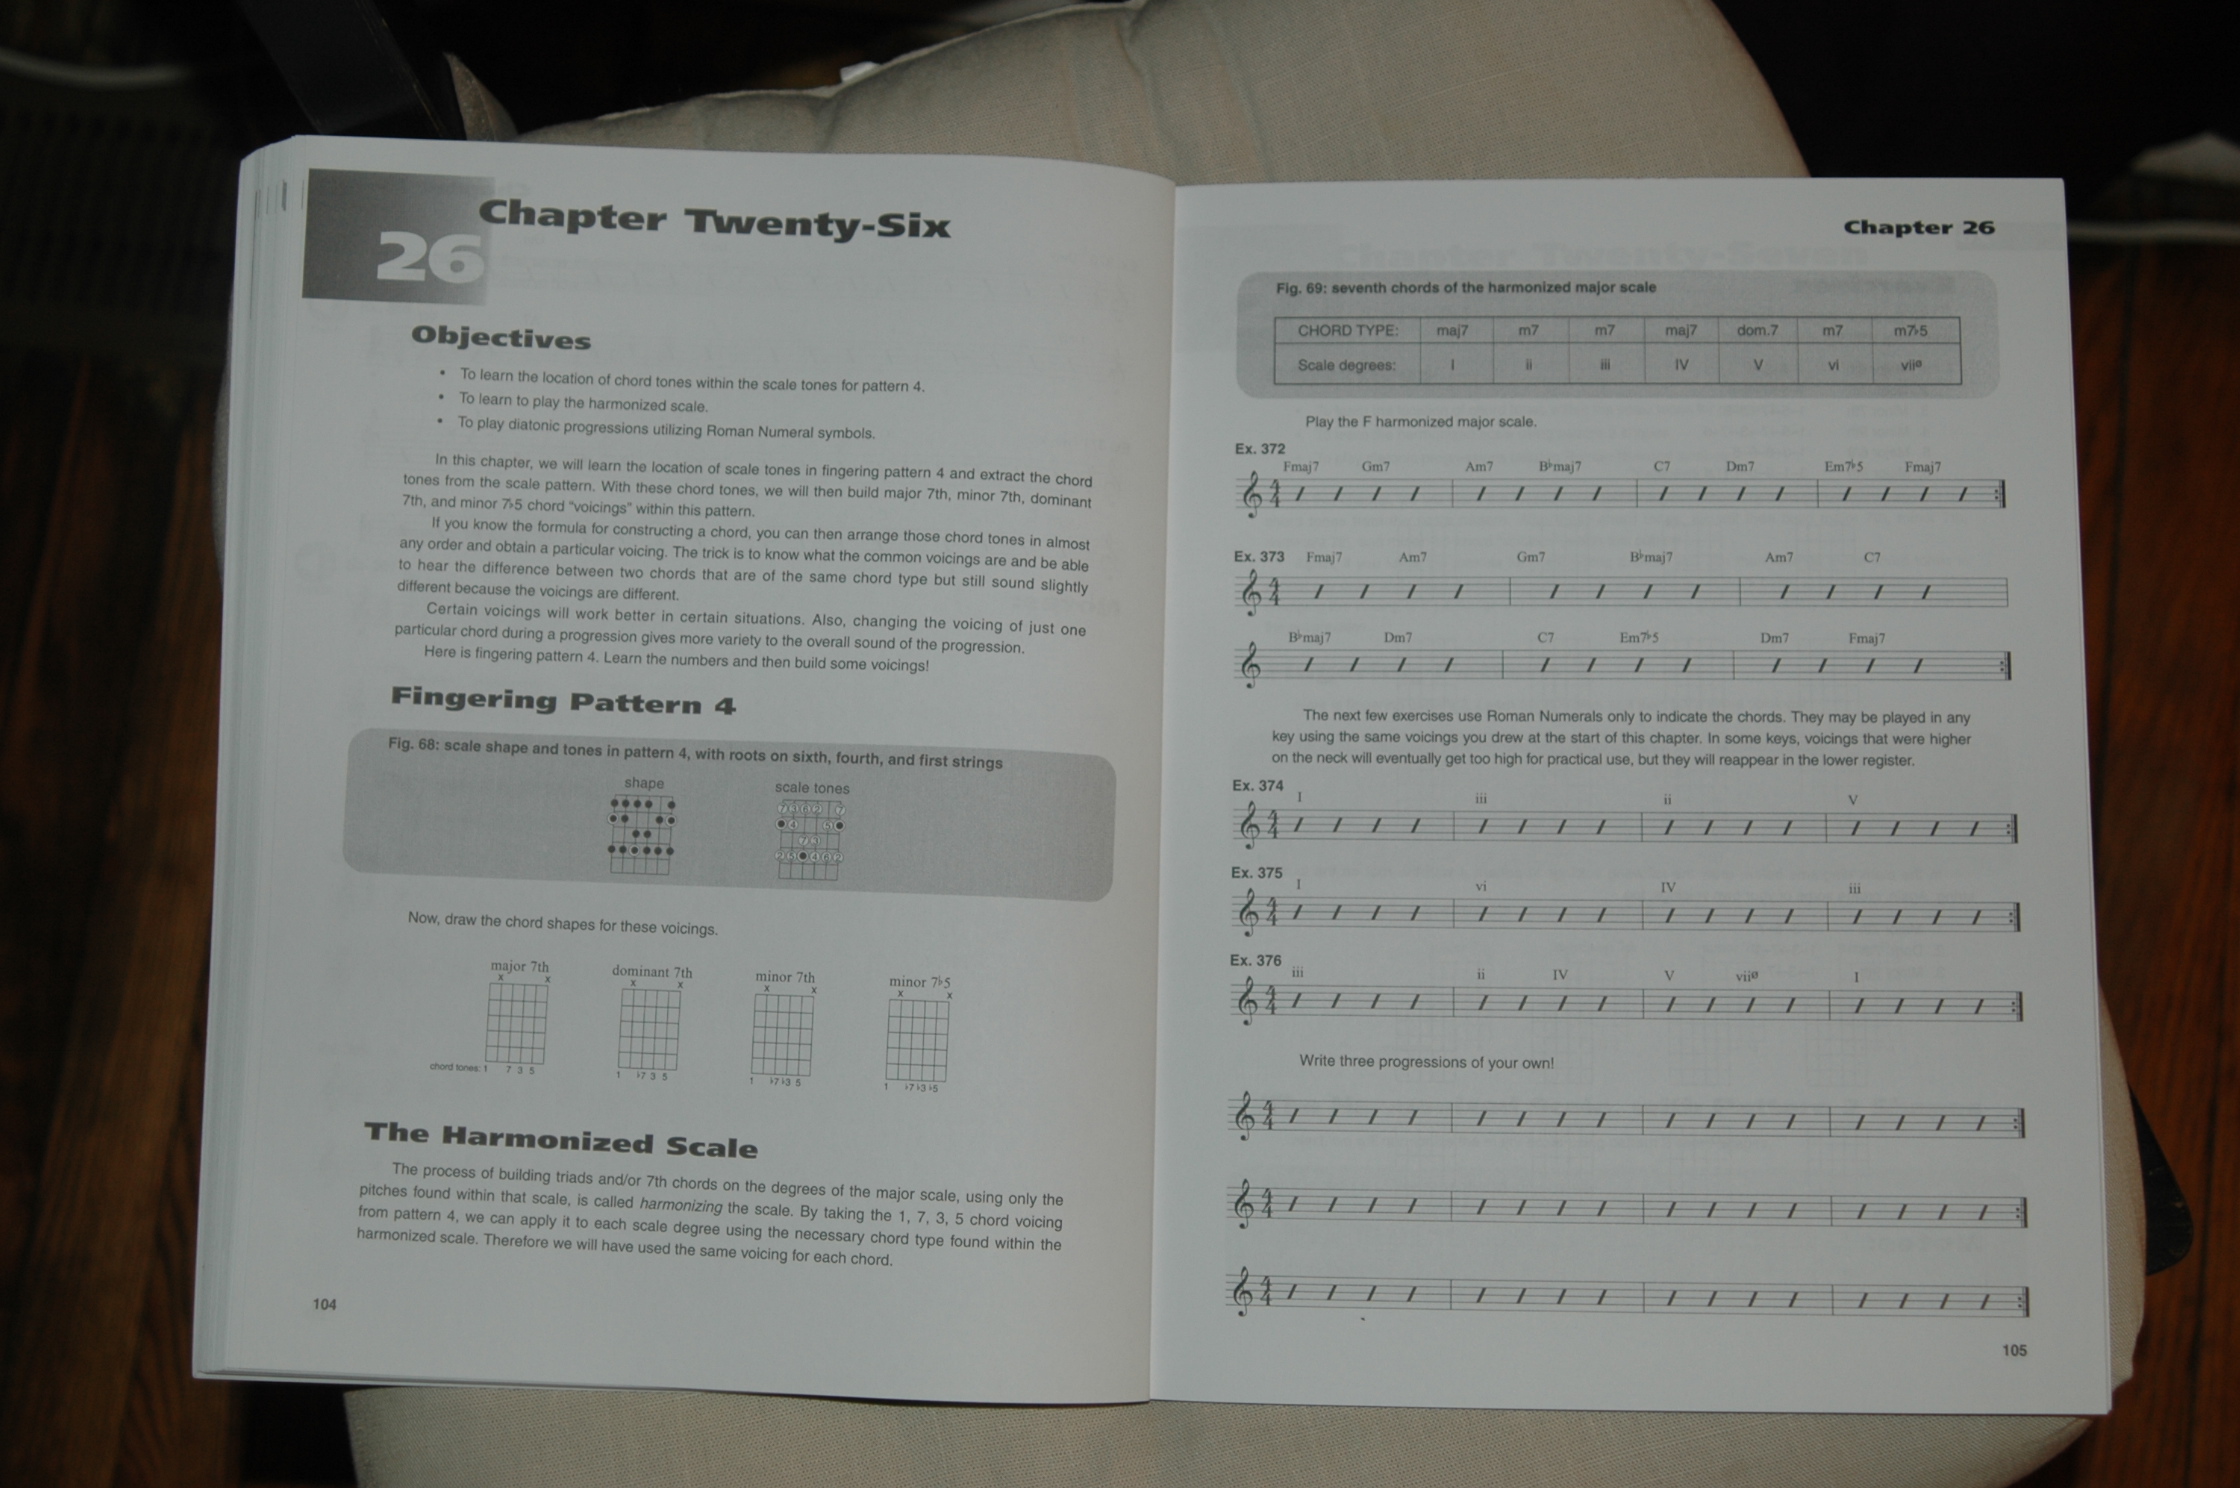 26
Chapter Twenty-Six
Objectives
• To learn the location of chord tones within the scale tones for pattern 4.
• To learn to play the harmonized scale.
• To play diatonic progressions utilizing Roman Numeral symbols.
In this chapter, we will learn the location of scale tones in fingering pattern 4 and extract the chord
tones from the scale pattern. With these chord tones, we will then build major 7th, minor 7th, dominant
7th, and minor 7♭5 chord "voicings" within this pattern.
If you know the formula for constructing a chord, you can then arrange those chord tones in almost
any order and obtain a particular voicing. The trick is to know what the common voicings are and be able
to hear the difference between two chords that are of the same chord type but still sound slightly
different because the voicings are different.
Certain voicings will work better in certain situations. Also, changing the voicing of just one
particular chord during a progression gives more variety to the overall sound of the progression.
Here is fingering pattern 4. Learn the numbers and then build some voicings!
Fingering Pattern 4
Fig. 68: scale shape and tones in pattern 4, with roots on sixth, fourth, and first strings
shape scale tones
Now, draw the chord shapes for these voicings.
major 7th dominant 7th minor 7th minor 7♭5
x x x x x x x x
chord tones: 1 7 3 5 1 ♭7 3 5 1 ♭7 ♭3 5 1 ♭7 ♭3 ♭5
The Harmonized Scale
The process of building triads and/or 7th chords on the degrees of the major scale, using only the
pitches found within that scale, is called harmonizing the scale. By taking the 1, 7, 3, 5 chord voicing
from pattern 4, we can apply it to each scale degree using the necessary chord type found within the
harmonized scale. Therefore we will have used the same voicing for each chord.
104
Chapter 26
Fig. 69: seventh chords of the harmonized major scale
CHORD TYPE: maj7 m7 m7 maj7 dom.7 m7 m7♭5
Scale degrees: I ii iii IV V vi viiø
Play the F harmonized major scale.
Ex. 372
Fmaj7 Gm7 Am7 B♭maj7 C7 Dm7 Em7♭5 Fmaj7
Ex. 373 Fmaj7 Am7 Gm7 B♭maj7 Am7 C7
B♭maj7 Dm7 C7 Em7♭5 Dm7 Fmaj7
The next few exercises use Roman Numerals only to indicate the chords. They may be played in any
key using the same voicings you drew at the start of this chapter. In some keys, voicings that were higher
on the neck will eventually get too high for practical use, but they will reappear in the lower register.
Ex. 374 I iii ii V
Ex. 375 I vi IV iii
Ex. 376 iii ii IV V viiø I
Write three progressions of your own!
105